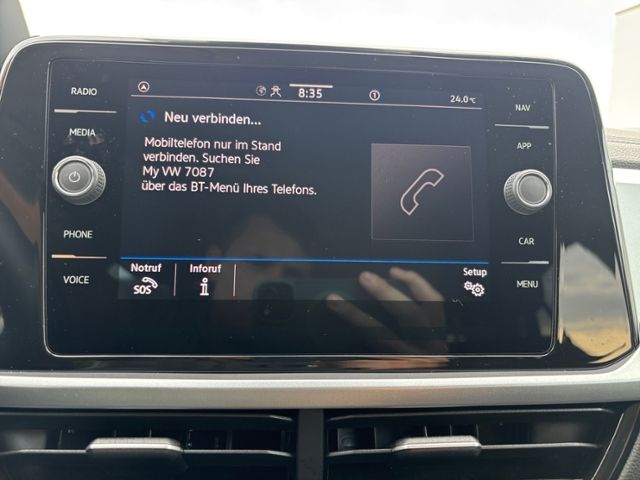 RADIO
MEDIA
PHONE
VOICE
8:35
1
24.0°C
Neu verbinden...
Mobiltelefon nur im Stand
verbinden. Suchen Sie
My VW 7087
über das BT-Menü Ihres Telefons.
Notruf
SOS
Inforuf
i
Setup
NAV
APP
CAR
MENU